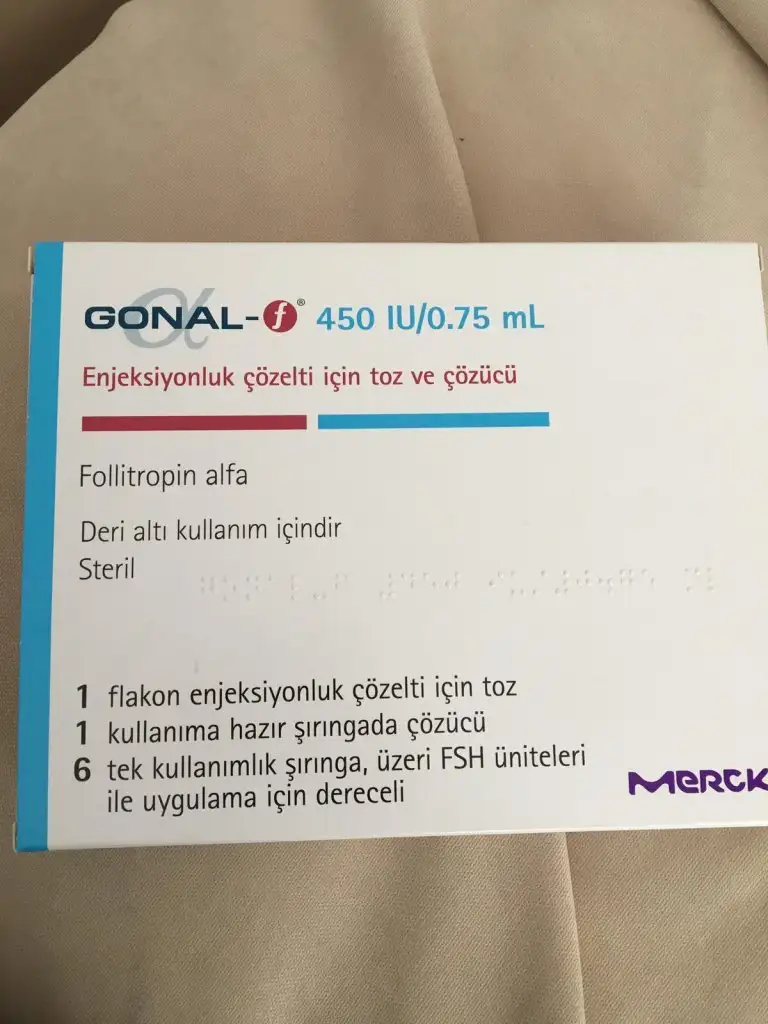 GONAL-f® 450 IU/0.75 mL
Enjeksiyonluk çözelti için toz ve çözücü
Follitropin alfa
Deri altı kullanım içindir
Steril
1 flakon enjeksiyonluk çözelti için toz
1 kullanıma hazır şırıngada çözücü
6 tek kullanımlık şırınga, üzeri FSH üniteleri
ile uygulama için dereceli
MERCK